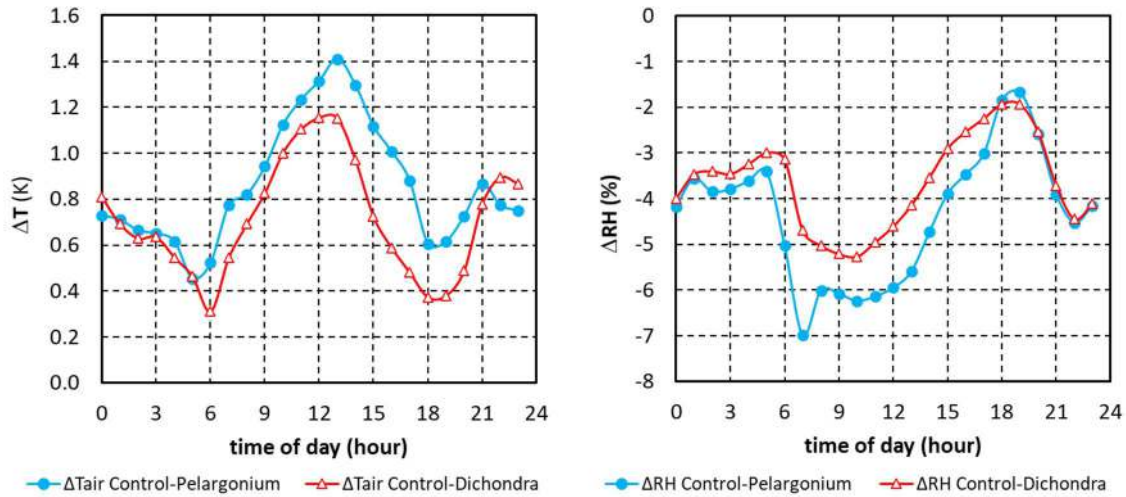 ΔT (K)
1.6
1.4
1.2
1.0
0.8
0.6
0.4
0.2
0.0
0 3 6 9 12 15 18 21 24
time of day (hour)
ΔTair Control-Pelargonium ΔTair Control-Dichondra
ΔRH (%)
0
-1
-2
-3
-4
-5
-6
-7
-8
0 3 6 9 12 15 18 21 24
time of day (hour)
ΔRH Control-Pelargonium ΔRH Control-Dichondra